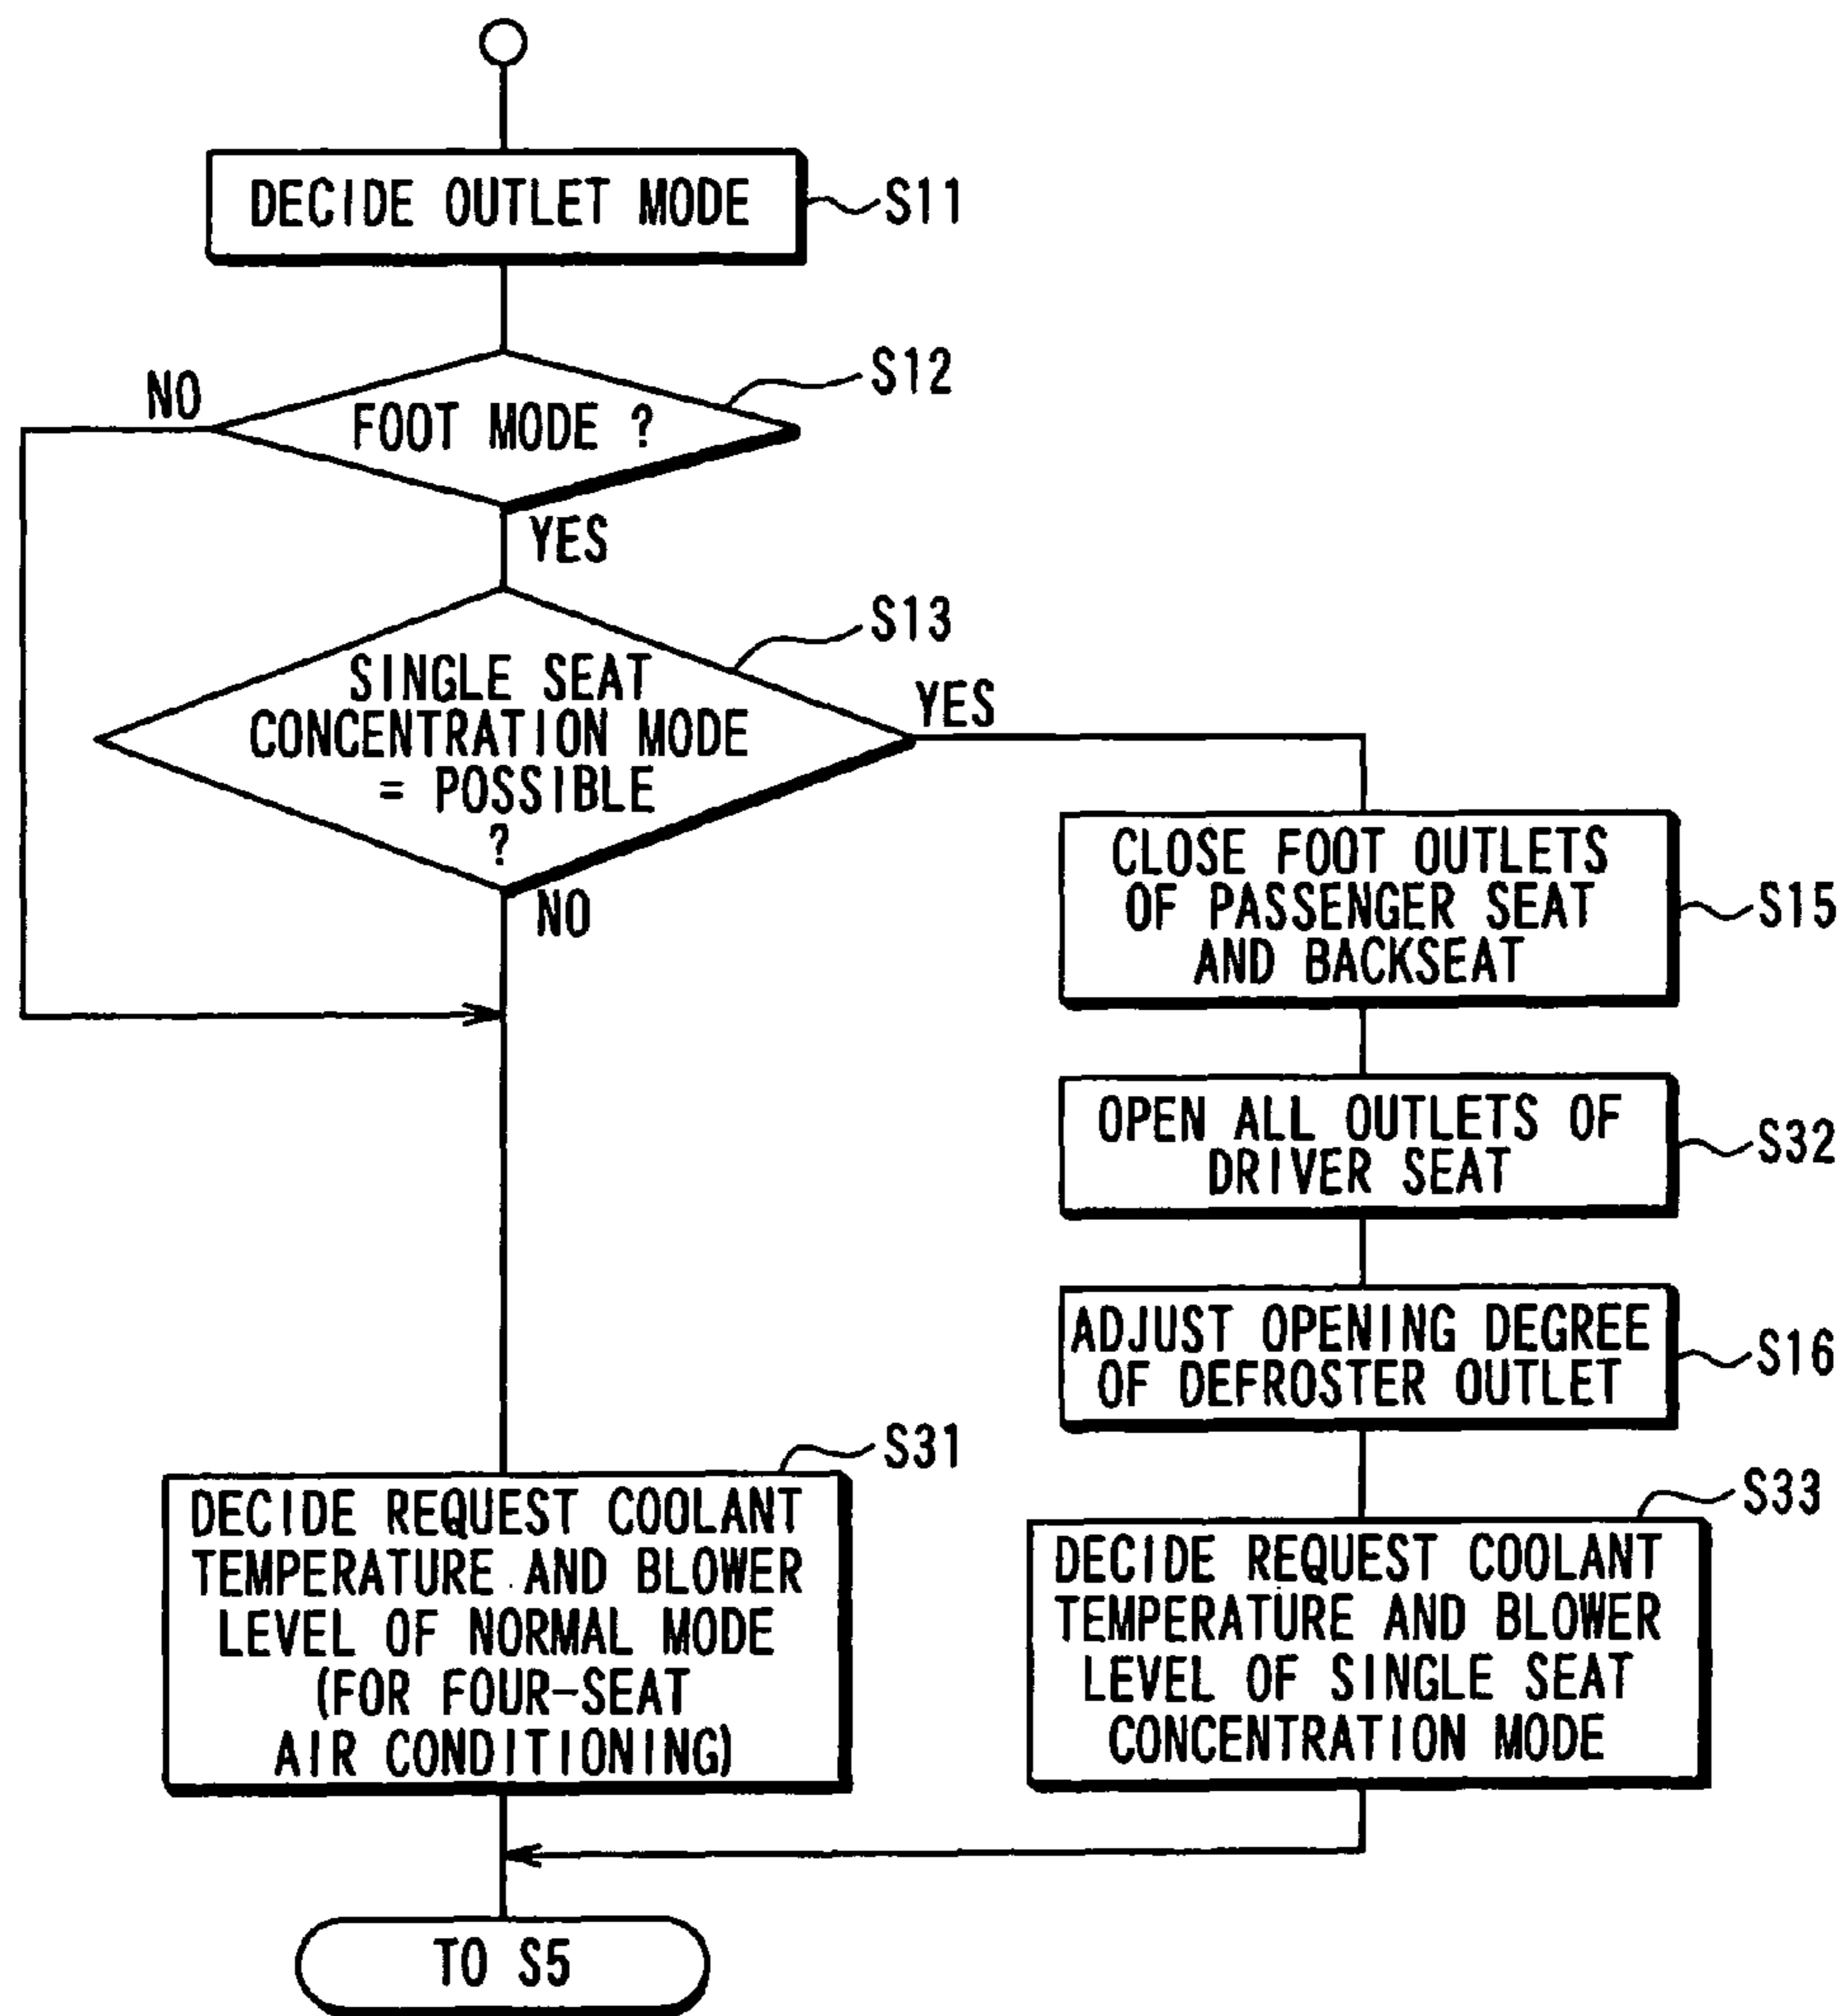 DECIDE OUTLET MODE
S11
FOOT MODE ?
S12
NO
YES
SINGLE SEAT
CONCENTRATION MODE
= POSSIBLE
?
S13
YES
NO
CLOSE FOOT OUTLETS
OF PASSENGER SEAT
AND BACKSEAT
S15
OPEN ALL OUTLETS OF
DRIVER SEAT
S32
ADJUST OPENING DEGREE
OF DEFROSTER OUTLET
S16
DECIDE REQUEST COOLANT
TEMPERATURE AND BLOWER
LEVEL OF NORMAL MODE
(FOR FOUR-SEAT
AIR CONDITIONING)
S31
DECIDE REQUEST COOLANT
TEMPERATURE AND BLOWER
LEVEL OF SINGLE SEAT
CONCENTRATION MODE
S33
TO S5